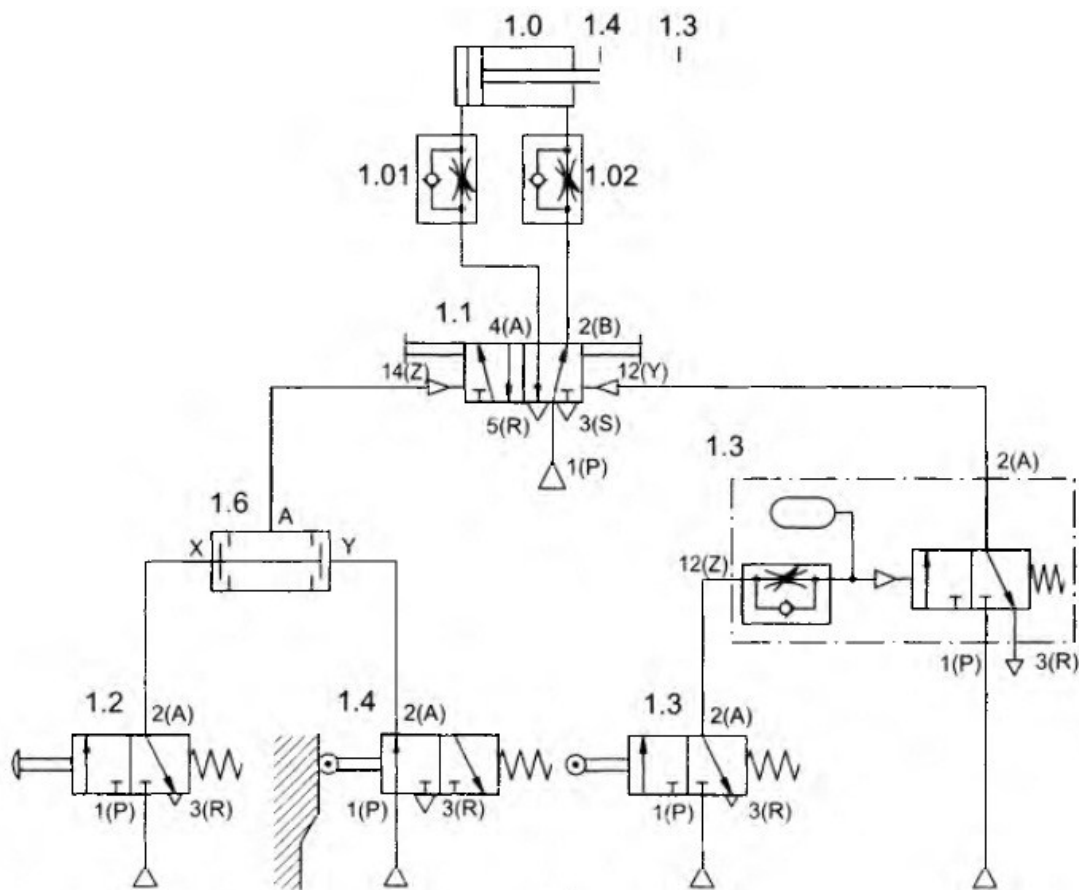 1.0 1.4 1.3
1.01 1.02
1.1 4(A) 2(B)
14(Z) 12(Y)
5(R) 3(S)
1(P)
1.3 2(A)
1.6 A
X Y
12(Z)
1(P) 3(R)
1.2 2(A)
1.4 2(A)
1.3 2(A)
1(P) 3(R)
1(P) 3(R)
1(P) 3(R)